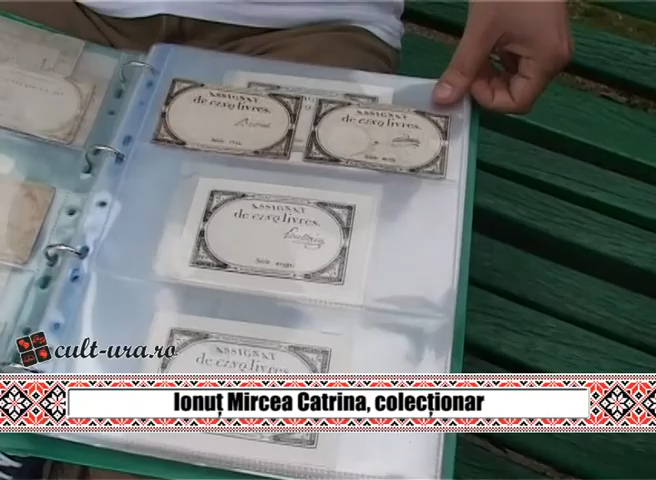 ASSIGNAT
de cinq livres.
ASSIGNAT
de cinq livres.
ASSIGNAT
de cinq livres.
ASSIGNAT
de cinq livres.
cult-ura.ro
Ionuț Mircea Catrina, colecționar